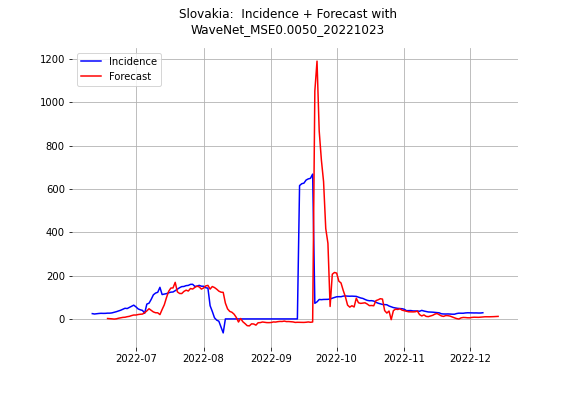 Slovakia:  Incidence + Forecast with
WaveNet_MSE0.0050_20221023
Incidence
Forecast
1200
1000
800
600
400
200
0
2022-07 2022-08 2022-09 2022-10 2022-11 2022-12